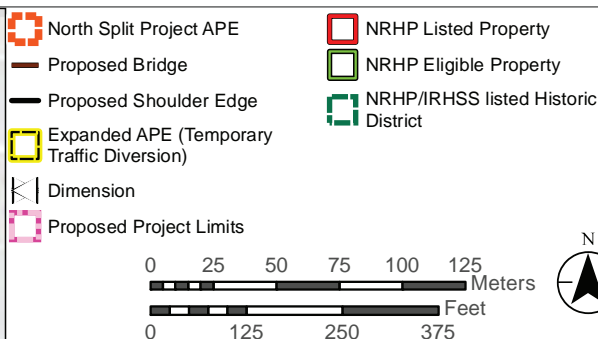 North Split Project APE
Proposed Bridge
Proposed Shoulder Edge
Expanded APE (Temporary
Traffic Diversion)
Dimension
Proposed Project Limits
NRHP Listed Property
NRHP Eligible Property
NRHP/IRHSS listed Historic
District
0 25 50 75 100 125
Meters
Feet
0 125 250 375
N